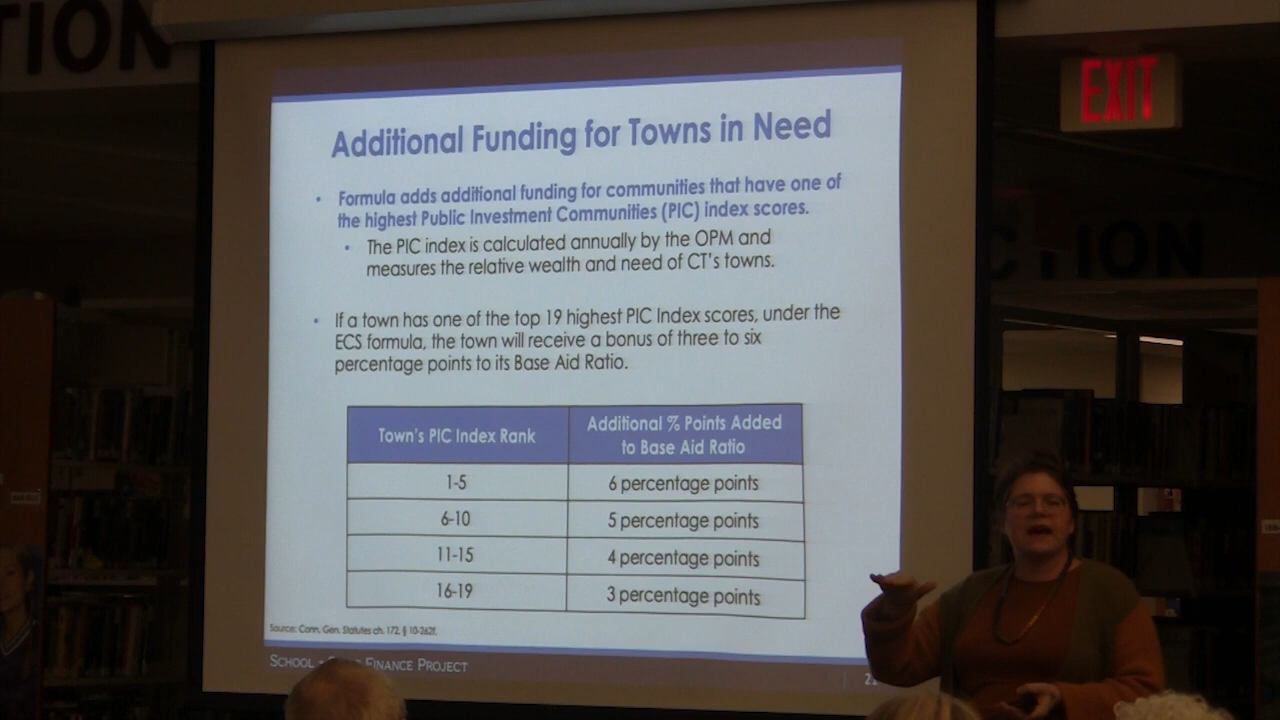 TION
EXIT
Additional Funding for Towns in Need
• Formula adds additional funding for communities that have one of
the highest Public Investment Communities (PIC) index scores.
• The PIC index is calculated annually by the OPM and
measures the relative wealth and need of CT's towns.
• If a town has one of the top 19 highest PIC Index scores, under the
ECS formula, the town will receive a bonus of three to six
percentage points to its Base Aid Ratio.
Town's PIC Index Rank
Additional % Points Added
to Base Aid Ratio
1-5 6 percentage points
6-10 5 percentage points
11-15 4 percentage points
16-19 3 percentage points
Source: Conn. Gen. Statutes ch. 172, § 10-262f.
SCHOOL + FINANCE PROJECT
CTION